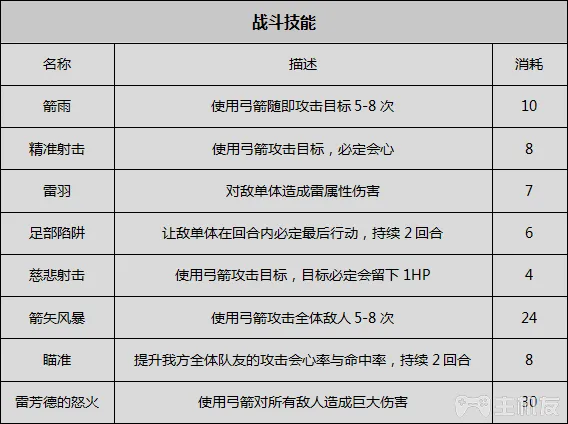 战斗技能
名称 描述 消耗
箭雨 使用弓箭随即攻击目标 5-8 次 10
精准射击 使用弓箭攻击目标，必定会心 8
雷羽 对敌单体造成雷属性伤害 7
足部陷阱 让敌单体在回合内必定最后行动，持续 2 回合 6
慈悲射击 使用弓箭攻击目标，目标必定会留下 1HP 4
箭矢风暴 使用弓箭攻击全体敌人 5-8 次 24
瞄准 提升我方全体队友的攻击会心率与命中率，持续 2 回合 8
雷芳德的怒火 使用弓箭对所有敌人造成巨大伤害 30
主机友